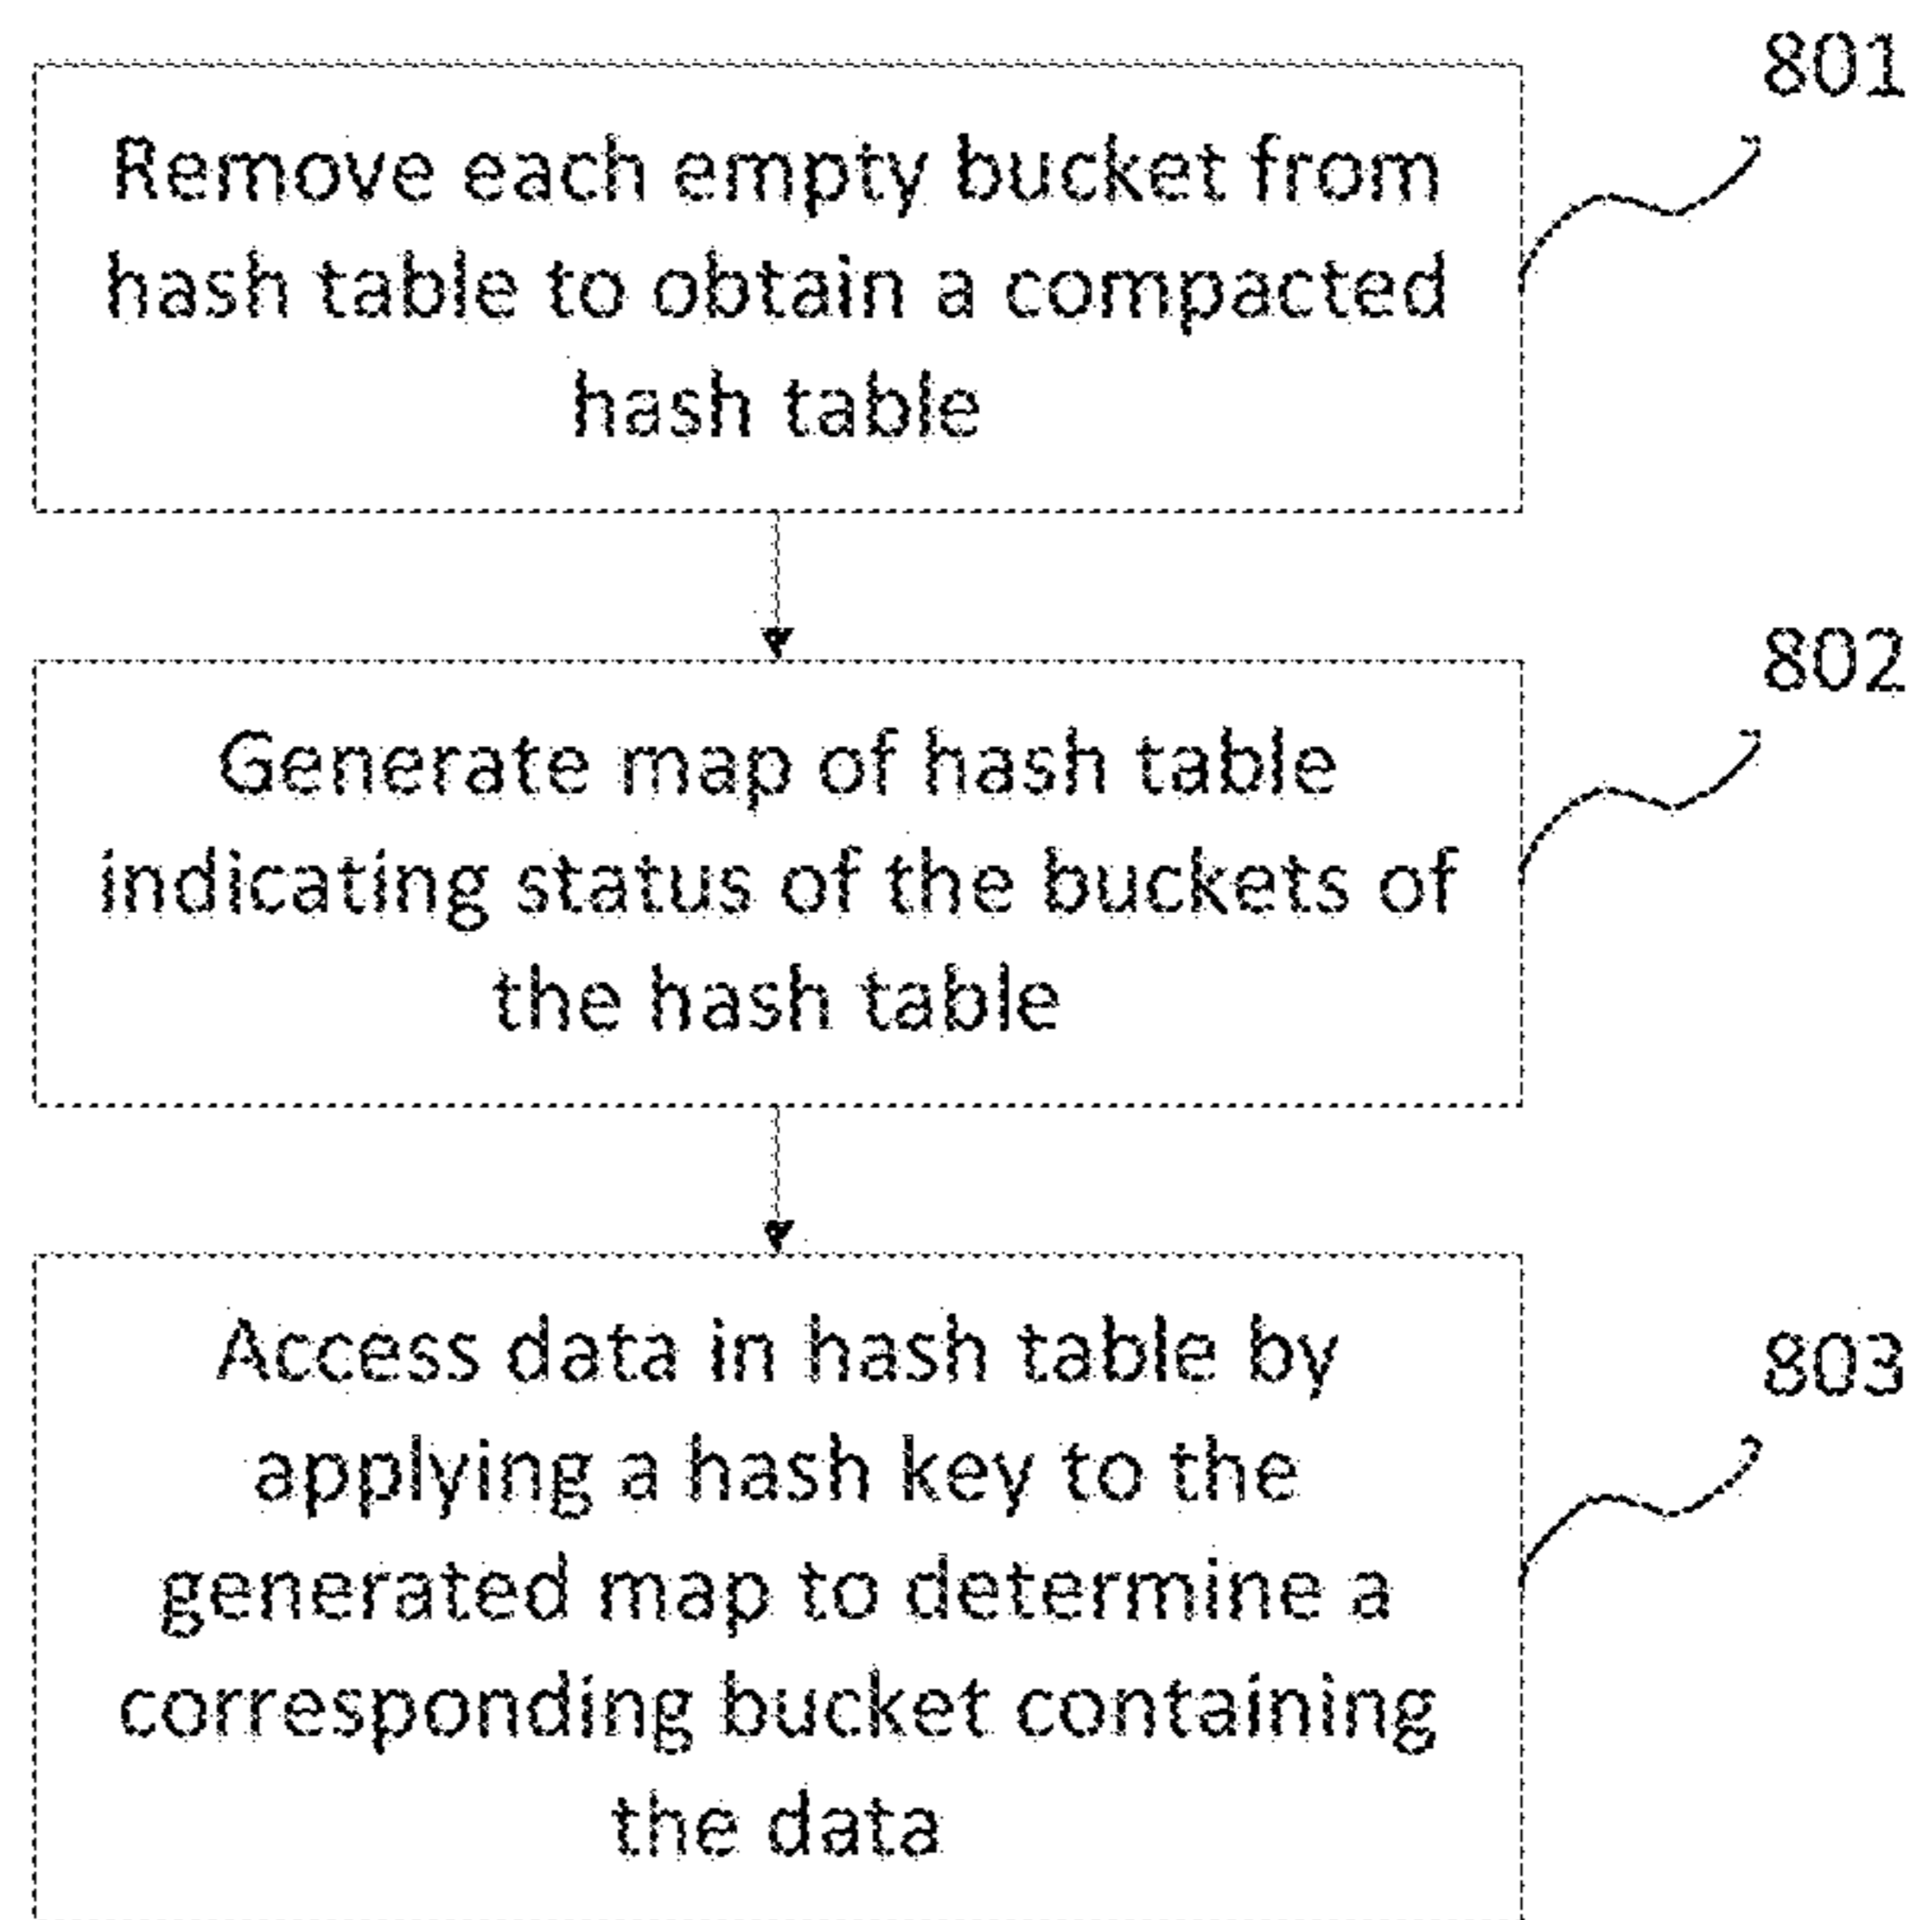 801
Remove each empty bucket from
hash table to obtain a compacted
hash table
802
Generate map of hash table
indicating status of the buckets of
the hash table
803
Access data in hash table by
applying a hash key to the
generated map to determine a
corresponding bucket containing
the data